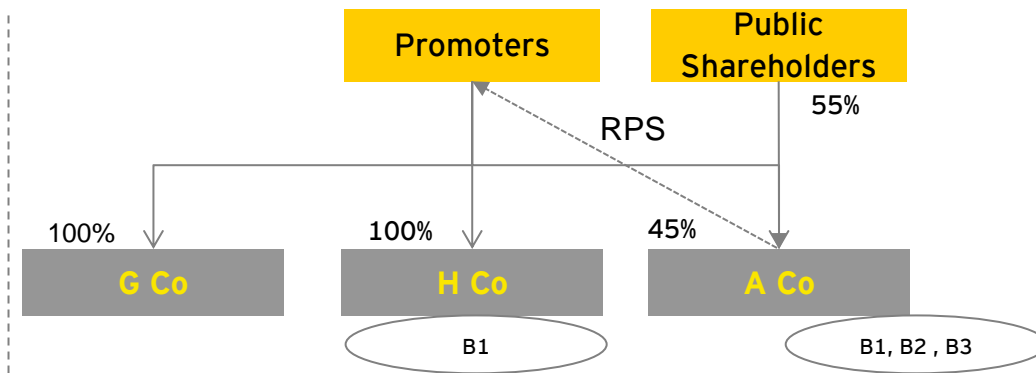 Promoters
Public
Shareholders
55%
RPS
100%
100%
45%
G Co
H Co
A Co
B1
B1, B2 , B3